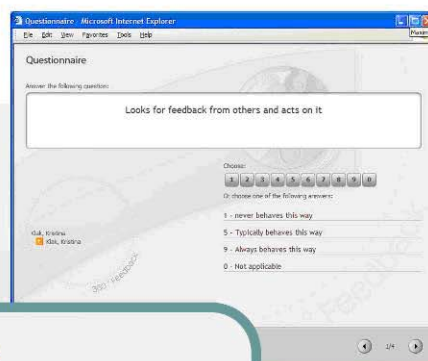 Questionnaire - Microsoft Internet Explorer
File Edit View Favorites Tools Help
Questionnaire
Answer the following question:
Looks for feedback from others and acts on it
Choose:
1 2 3 4 5 6 7 8 9 0
Or choose one of the following answers:
1 - never behaves this way
5 - Typically behaves this way
9 - Always behaves this way
0 - Not applicable
Klok, Kristina
Klok, Kristina
360° FEEDBACK
Feedback
1/4